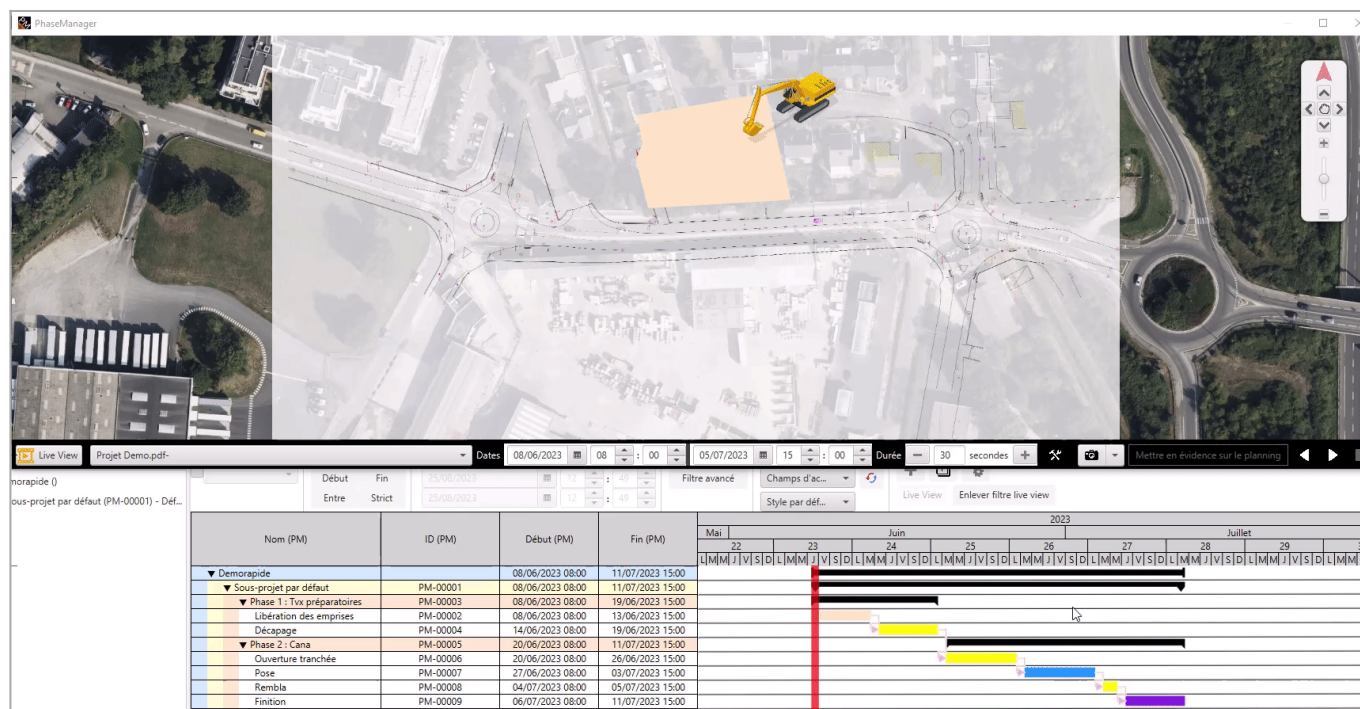 PhaseManager
Live View Projet Demo.pdf- Dates 08/06/2023 08 : 00 05/07/2023 15 : 00 Durée 30 secondes Mettre en évidence sur le planning
Début Fin 25/08/2023 12 : 49 Filtre avancé Champs d'ac...
Entre Strict 25/08/2023 12 : 49 Style par déf... Live View Enlever filtre live view
morapide ()
ous-projet par défaut (PM-00001) - Déf...
2023
Mai Juin Juillet
22 23 24 25 26 27 28 29
Nom (PM) ID (PM) Début (PM) Fin (PM)
L M M J V S D L M M J V S D L M M J V S D L M M J V S D L M M J V S D L M M J V S D L M M J V S D L M M J V S D L M M
Demorapide 08/06/2023 08:00 11/07/2023 15:00
Sous-projet par défaut PM-00001 08/06/2023 08:00 11/07/2023 15:00
Phase 1 : Tvx préparatoires PM-00003 08/06/2023 08:00 19/06/2023 15:00
Libération des emprises PM-00002 08/06/2023 08:00 13/06/2023 15:00
Décapage PM-00004 14/06/2023 08:00 19/06/2023 15:00
Phase 2 : Cana PM-00005 20/06/2023 08:00 11/07/2023 15:00
Ouverture tranchée PM-00006 20/06/2023 08:00 26/06/2023 15:00
Pose PM-00007 27/06/2023 08:00 03/07/2023 15:00
Rembla PM-00008 04/07/2023 08:00 05/07/2023 15:00
Finition PM-00009 06/07/2023 08:00 11/07/2023 15:00